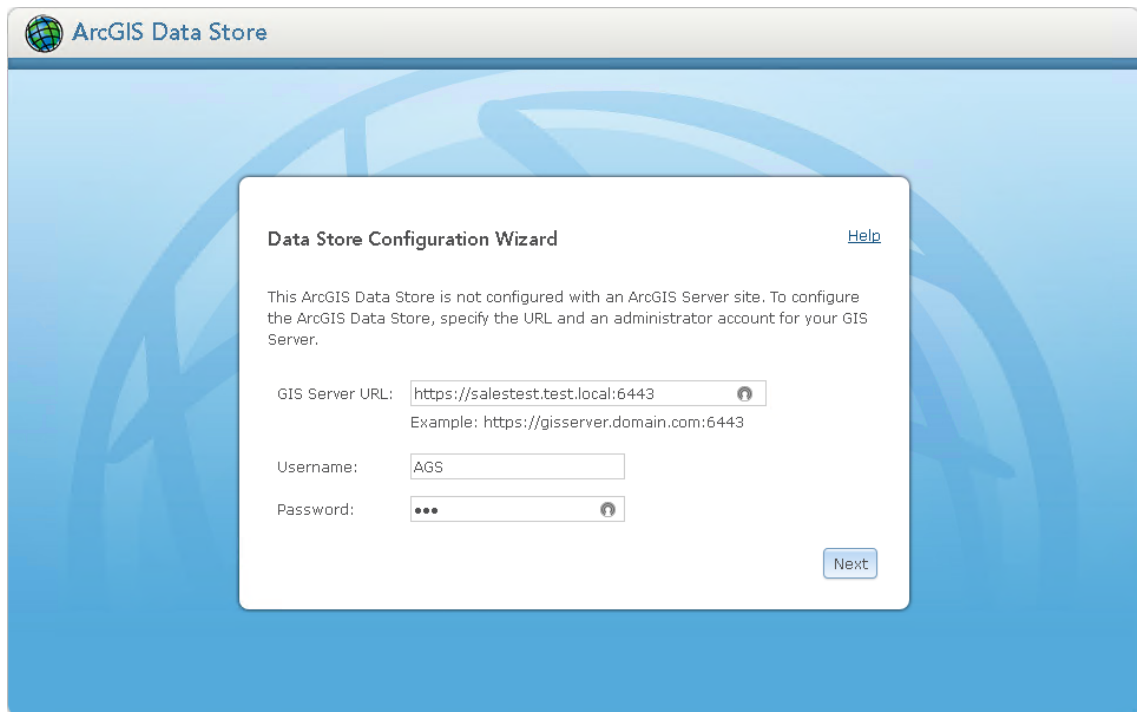 ArcGIS Data Store
Data Store Configuration Wizard
Help
This ArcGIS Data Store is not configured with an ArcGIS Server site. To configure
the ArcGIS Data Store, specify the URL and an administrator account for your GIS
Server.
GIS Server URL: https://salestest.test.local:6443
Example: https://gisserver.domain.com:6443
Username: AGS
Password: •••
Next